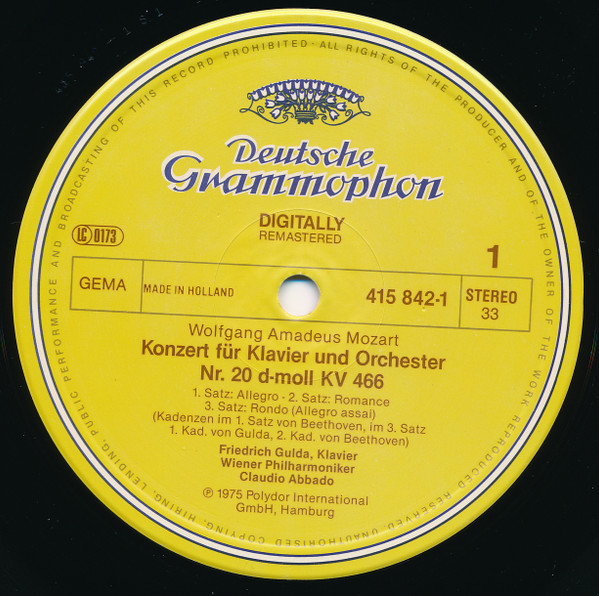 ALL RIGHTS OF THE PRODUCER AND OF THE OWNER OF THE WORK REPRODUCED RESERVED. UNAUTHORISED COPYING, HIRING, LENDING, PUBLIC PERFORMANCE AND BROADCASTING OF THIS RECORD PROHIBITED -
Deutsche
Grammophon
DIGITALLY
REMASTERED
LC 0173
1
GEMA
MADE IN HOLLAND
415 842-1
STEREO
33
Wolfgang Amadeus Mozart
Konzert für Klavier und Orchester
Nr. 20 d-moll KV 466
1. Satz: Allegro - 2. Satz: Romance
3. Satz: Rondo (Allegro assai)
(Kadenzen im 1. Satz von Beethoven, im 3. Satz
1. Kad. von Gulda, 2. Kad. von Beethoven)
Friedrich Gulda, Klavier
Wiener Philharmoniker
Claudio Abbado
℗ 1975 Polydor International
GmbH, Hamburg